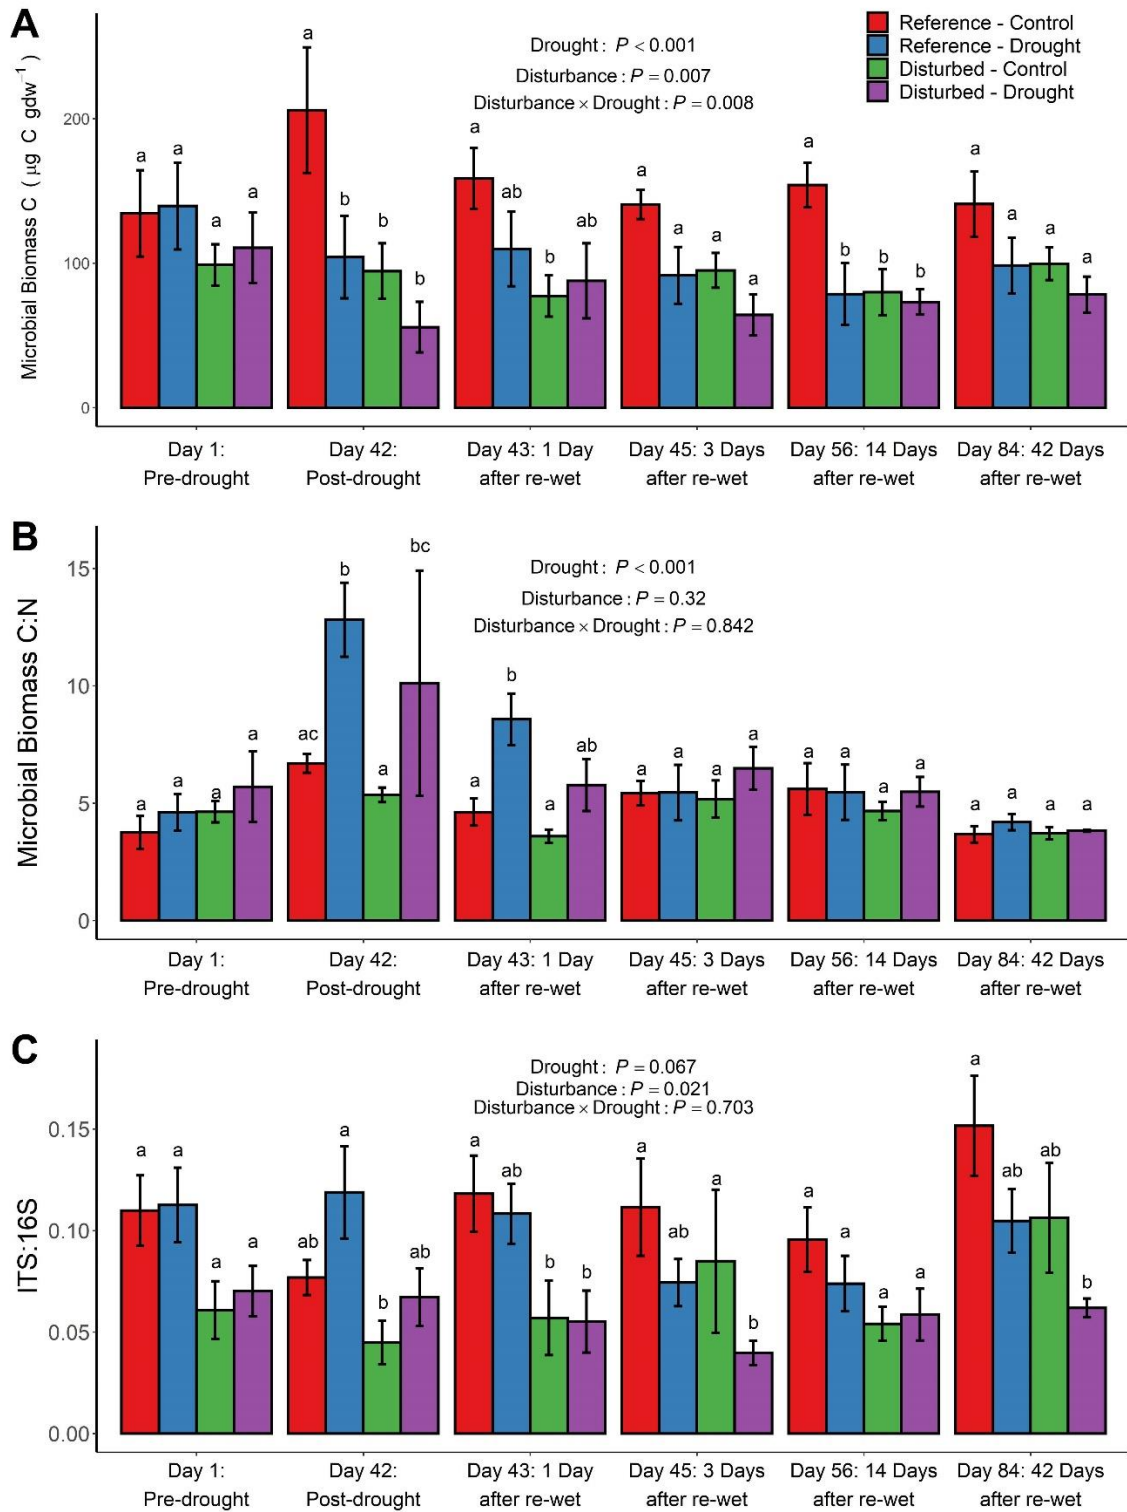 A
Microbial Biomass C ( μg C gdw⁻¹ )
Reference - Control
Reference - Drought
Disturbed - Control
Disturbed - Drought
Drought: P < 0.001
Disturbance : P = 0.007
Disturbance × Drought : P = 0.008
200
100
0
a a a a
a b b b
a ab b ab
a a a a
a b b b
a a a a
Day 1: Day 42: Day 43: 1 Day Day 45: 3 Days Day 56: 14 Days Day 84: 42 Days
Pre-drought Post-drought after re-wet after re-wet after re-wet after re-wet
B
Microbial Biomass C:N
Drought: P < 0.001
Disturbance : P = 0.32
Disturbance × Drought : P = 0.842
15
10
5
0
a a a a
ac b a bc
a b a ab
a a a a
a a a a
a a a a
Day 1: Day 42: Day 43: 1 Day Day 45: 3 Days Day 56: 14 Days Day 84: 42 Days
Pre-drought Post-drought after re-wet after re-wet after re-wet after re-wet
C
ITS:16S
Drought: P = 0.067
Disturbance : P = 0.021
Disturbance × Drought : P = 0.703
0.15
0.10
0.05
0.00
a a a a
ab a b ab
a ab b b
a ab a b
a a a a
a ab ab b
Day 1: Day 42: Day 43: 1 Day Day 45: 3 Days Day 56: 14 Days Day 84: 42 Days
Pre-drought Post-drought after re-wet after re-wet after re-wet after re-wet